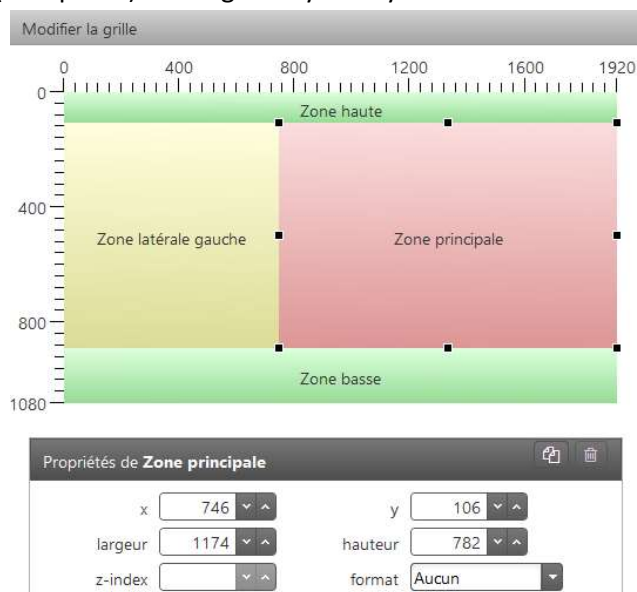 Modifier la grille
0 400 800 1200 1600 1920
0
Zone haute
400
Zone latérale gauche
Zone principale
800
Zone basse
1080
Propriétés de Zone principale
x 746 y 106
largeur 1174 hauteur 782
z-index format Aucun